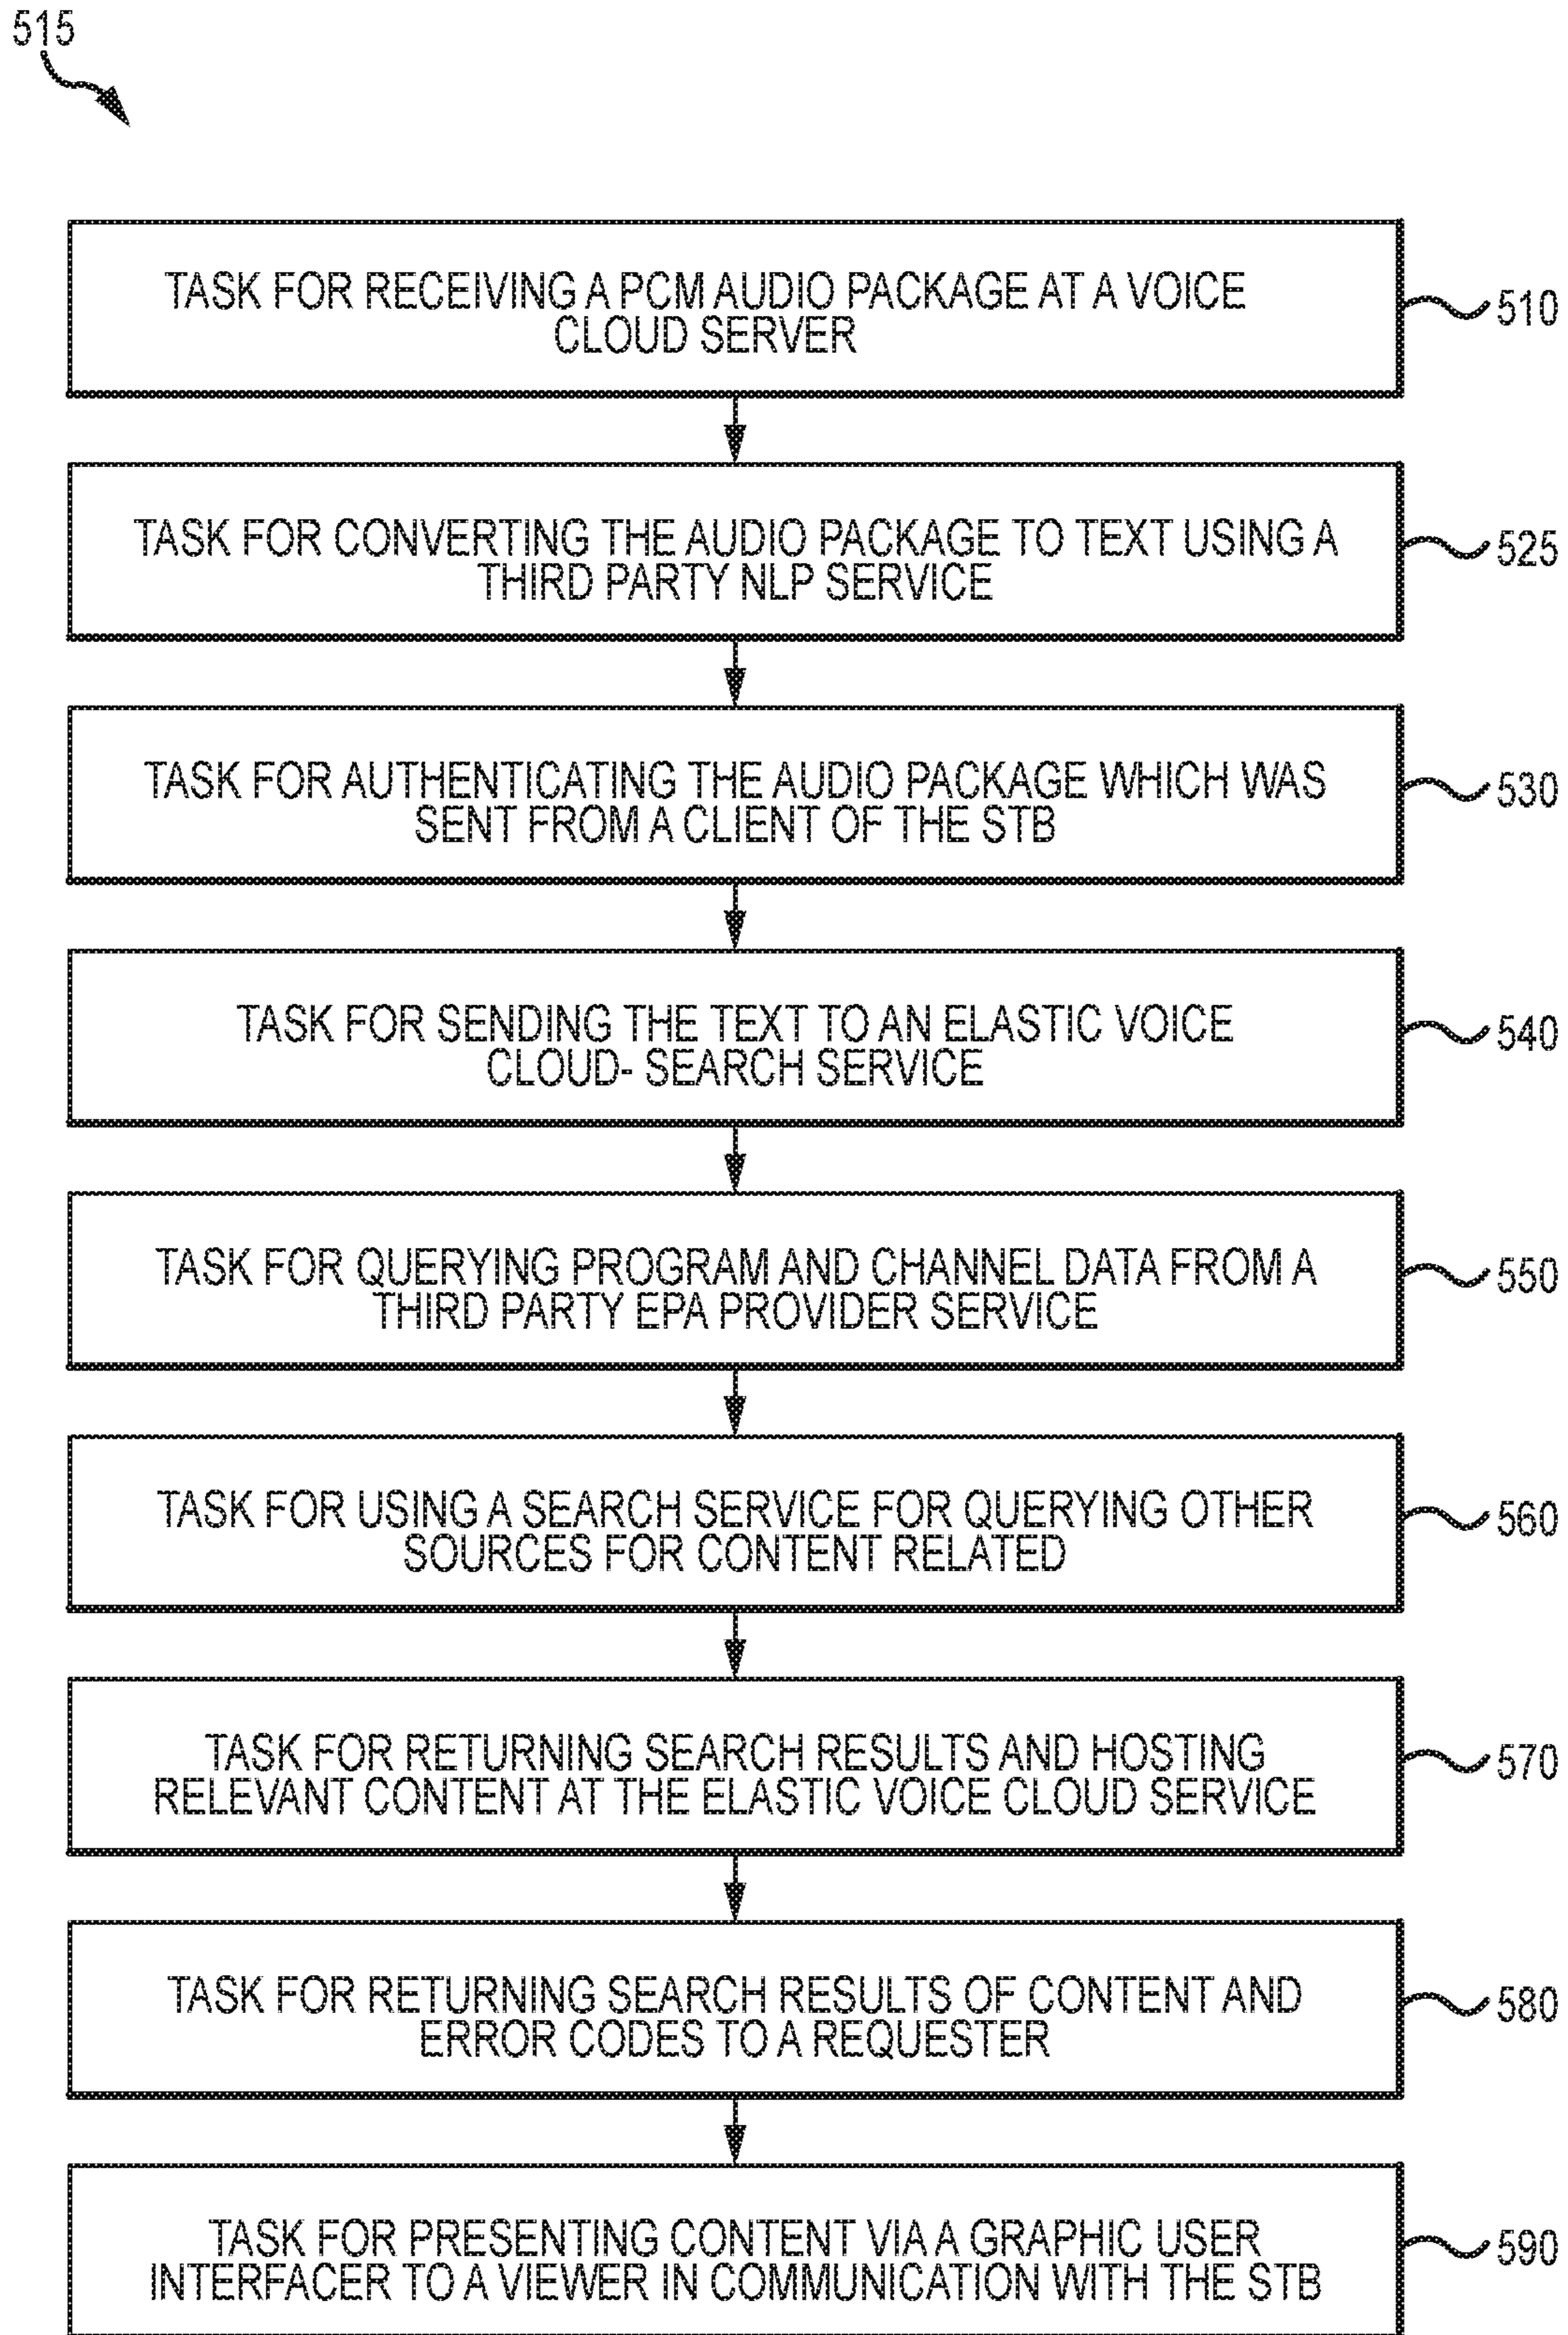 515
TASK FOR RECEIVING A PCM AUDIO PACKAGE AT A VOICE
CLOUD SERVER
510
TASK FOR CONVERTING THE AUDIO PACKAGE TO TEXT USING A
THIRD PARTY NLP SERVICE
525
TASK FOR AUTHENTICATING THE AUDIO PACKAGE WHICH WAS
SENT FROM A CLIENT OF THE STB
530
TASK FOR SENDING THE TEXT TO AN ELASTIC VOICE
CLOUD- SEARCH SERVICE
540
TASK FOR QUERYING PROGRAM AND CHANNEL DATA FROM A
THIRD PARTY EPA PROVIDER SERVICE
550
TASK FOR USING A SEARCH SERVICE FOR QUERYING OTHER
SOURCES FOR CONTENT RELATED
560
TASK FOR RETURNING SEARCH RESULTS AND HOSTING
RELEVANT CONTENT AT THE ELASTIC VOICE CLOUD SERVICE
570
TASK FOR RETURNING SEARCH RESULTS OF CONTENT AND
ERROR CODES TO A REQUESTER
580
TASK FOR PRESENTING CONTENT VIA A GRAPHIC USER
INTERFACER TO A VIEWER IN COMMUNICATION WITH THE STB
590